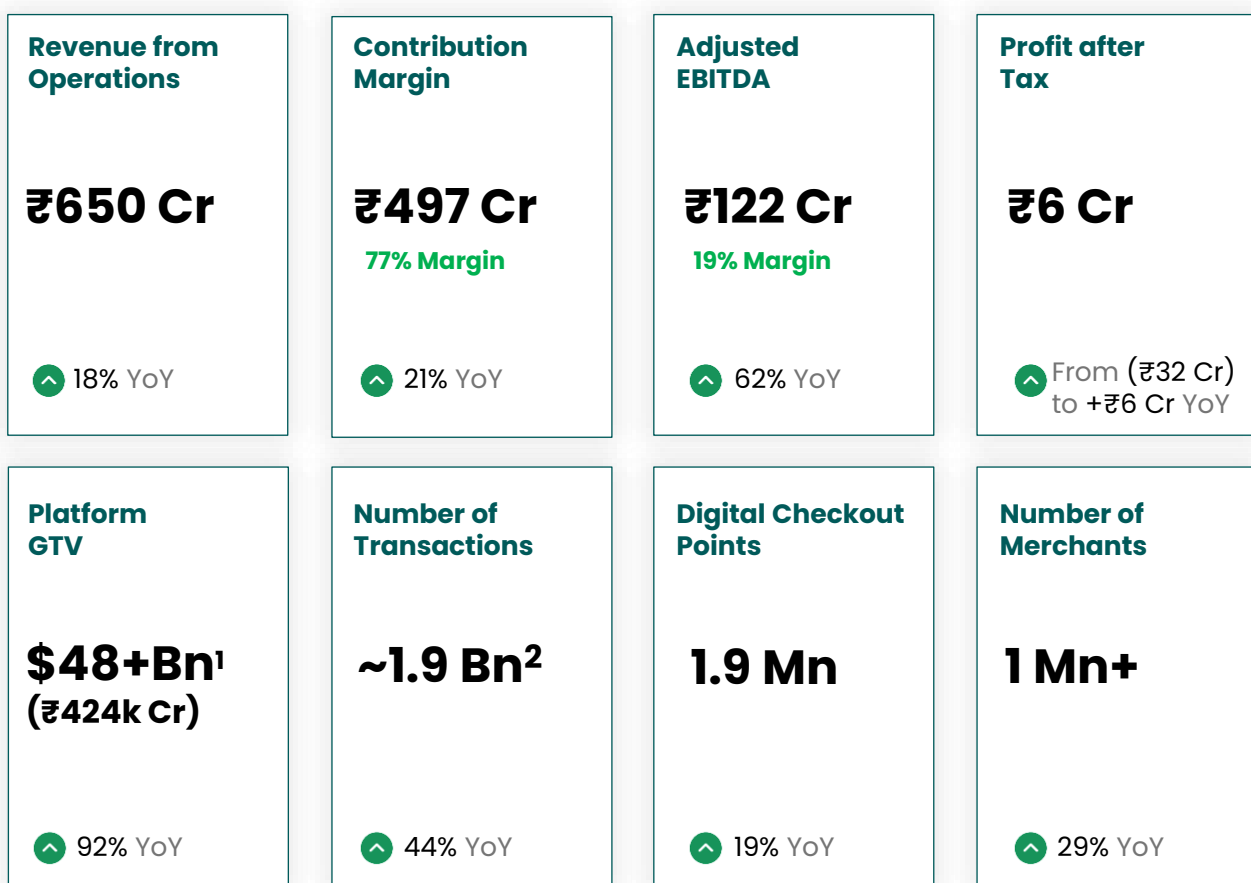 Revenue from
Operations
₹650 Cr
18% YoY
Contribution
Margin
₹497 Cr
77% Margin
21% YoY
Adjusted
EBITDA
₹122 Cr
19% Margin
62% YoY
Profit after
Tax
₹6 Cr
From (₹32 Cr)
to +₹6 Cr YoY
Platform
GTV
$48+Bn¹
(₹424k Cr)
92% YoY
Number of
Transactions
~1.9 Bn²
44% YoY
Digital Checkout
Points
1.9 Mn
19% YoY
Number of
Merchants
1 Mn+
29% YoY